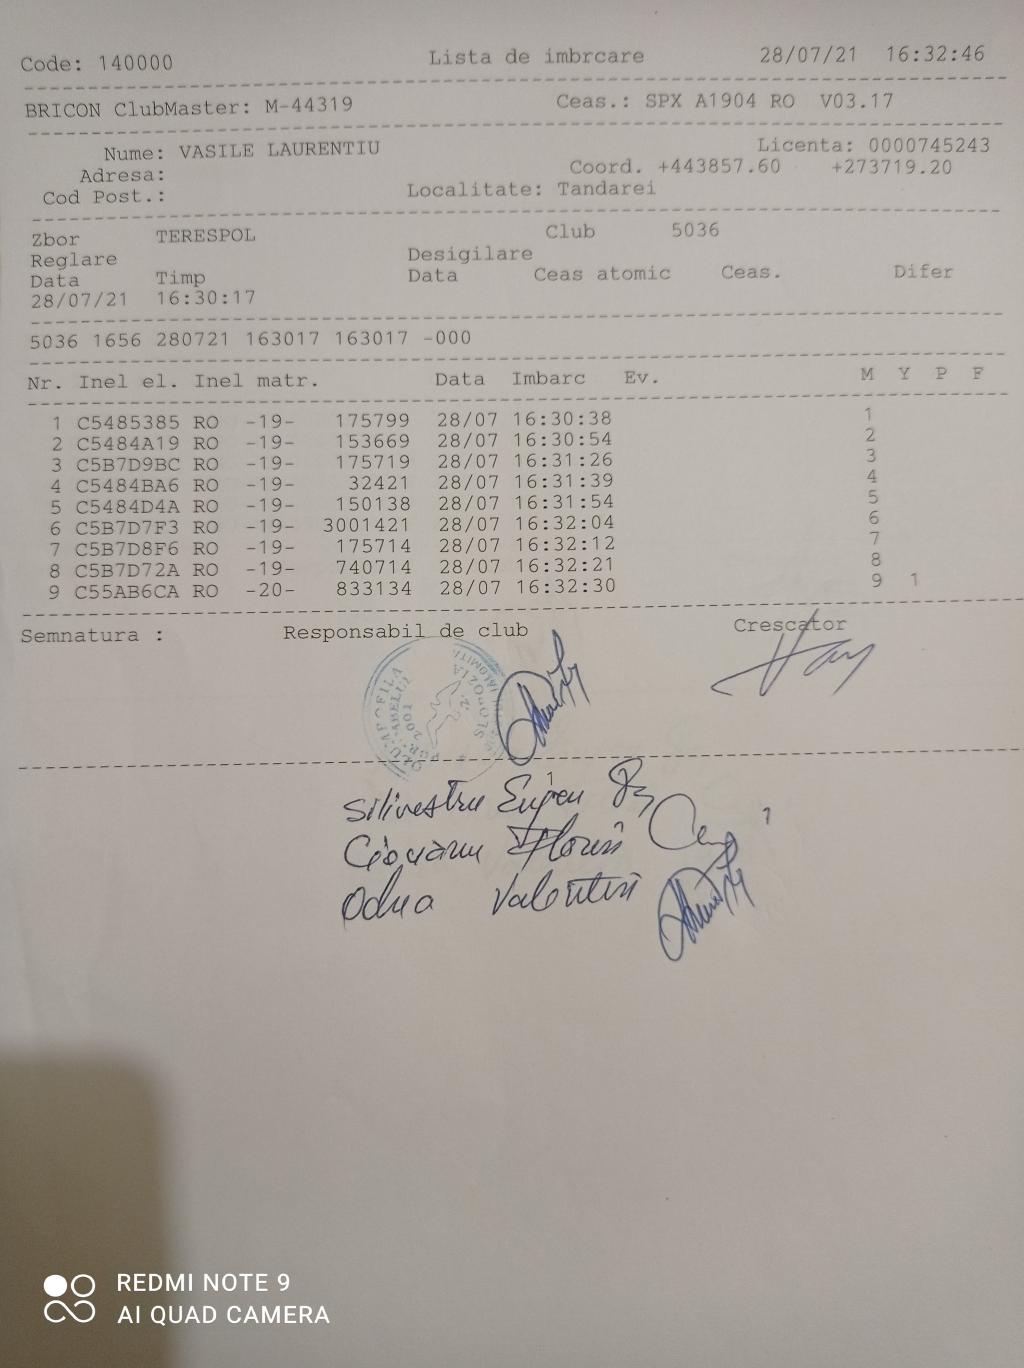 Code: 140000 Lista de imbrcare 28/07/21 16:32:46
BRICON ClubMaster: M-44319 Ceas.: SPX A1904 RO V03.17
Nume: VASILE LAURENTIU Licenta: 0000745243
Adresa: Coord. +443857.60 +273719.20
Cod Post.: Localitate: Tandarei
Zbor TERESPOL Club 5036
Reglare Desigilare
Data Timp Data Ceas atomic Ceas. Difer
28/07/21 16:30:17
5036 1656 280721 163017 163017 -000
Nr. Inel el. Inel matr. Data Imbarc Ev. M Y P F
1 C5485385 RO -19- 175799 28/07 16:30:38 1
2 C5484A19 RO -19- 153669 28/07 16:30:54 2
3 C5B7D9BC RO -19- 175719 28/07 16:31:26 3
4 C5484BA6 RO -19- 32421 28/07 16:31:39 4
5 C5484D4A RO -19- 150138 28/07 16:31:54 5
6 C5B7D7F3 RO -19- 3001421 28/07 16:32:04 6
7 C5B7D8F6 RO -19- 175714 28/07 16:32:12 7
8 C5B7D72A RO -19- 740714 28/07 16:32:21 8
9 C55AB6CA RO -20- 833134 28/07 16:32:30 9 1
Semnatura : Responsabil de club Crescator
SLOBOZIA
IALOMITA
2001
Silivestru Eugen
Florin
Odrea Valentin
REDMI NOTE 9
AI QUAD CAMERA